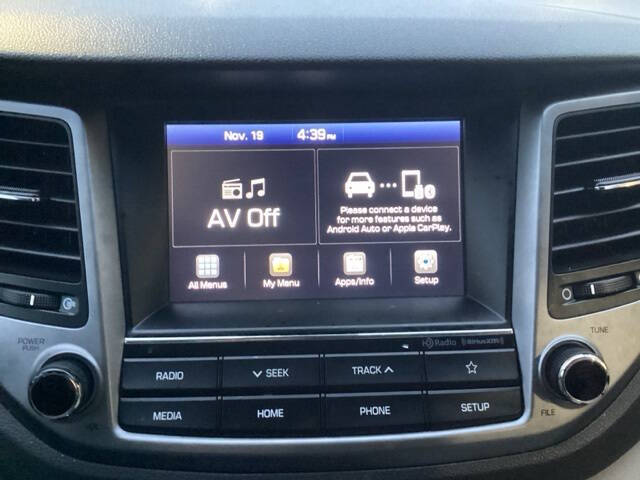 Nov. 19 4:39 PM
AV Off
Please connect a device
for more features such as
Android Auto or Apple CarPlay.
All Menus My Menu Apps/Info Setup
HD Radio ((SiriusXM))
POWER
PUSH
TUNE
RADIO SEEK TRACK
MEDIA HOME PHONE SETUP
FILE